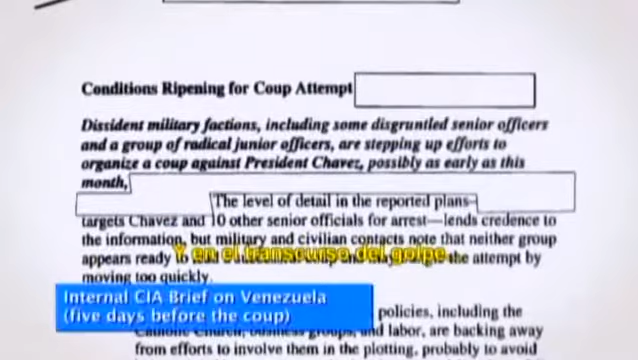 Conditions Ripening for Coup Attempt
Dissident military factions, including some disgruntled senior officers
and a group of radical junior officers, are stepping up efforts to
organize a coup against President Chavez, possibly as early as this
month,
The level of detail in the reported plans—
targets Chavez and 10 other senior officials for arrest—lends credence to
the information, but military and civilian contacts note that neither group
appears ready to the attempt by
Y en el transcurso del golpe
moving too quickly.
Internal CIA Brief on Venezuela
(five days before the coup)
policies, including the
Catholic Church, business groups, and labor, are backing away
from efforts to involve them in the plotting, probably to avoid